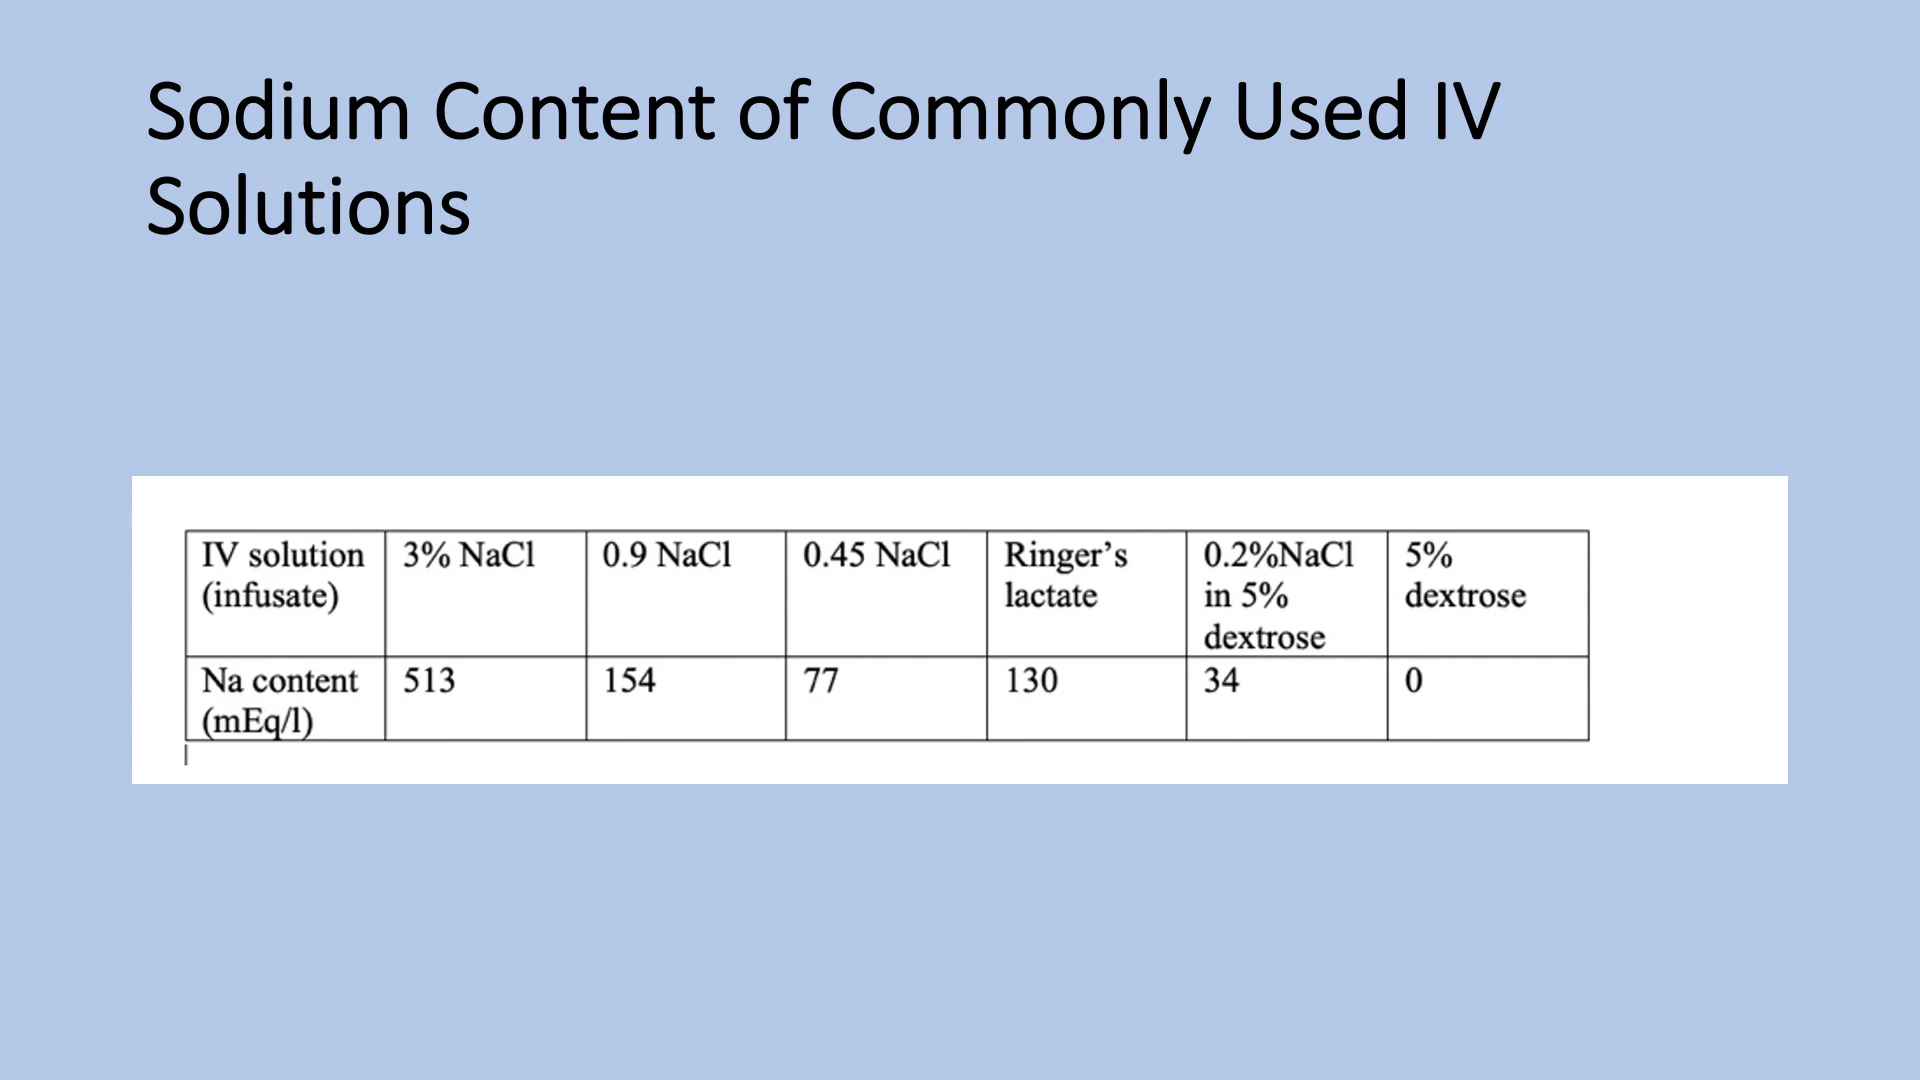 Sodium Content of Commonly Used IV
Solutions
IV solution
(infusate)
3% NaCl
0.9 NaCl
0.45 NaCl
Ringer’s
lactate
0.2%NaCl
in 5%
dextrose
5%
dextrose
Na content
(mEq/l)
513
154
77
130
34
0